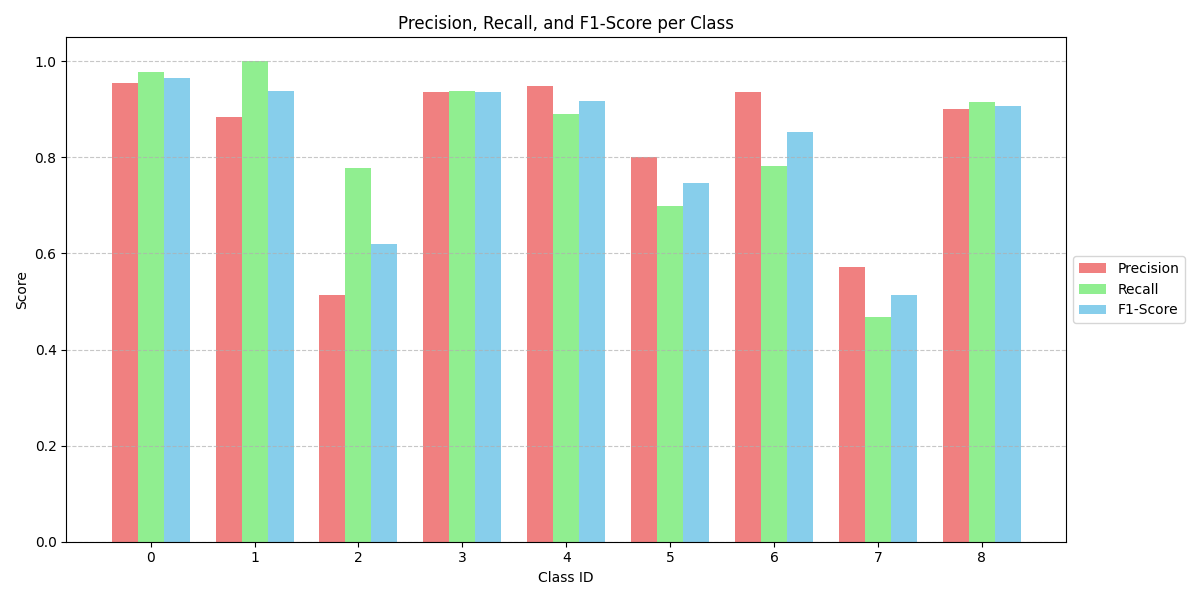 Precision, Recall, and F1-Score per Class
Score
1.0
0.8
0.6
0.4
0.2
0.0
0 1 2 3 4 5 6 7 8
Class ID
Precision
Recall
F1-Score